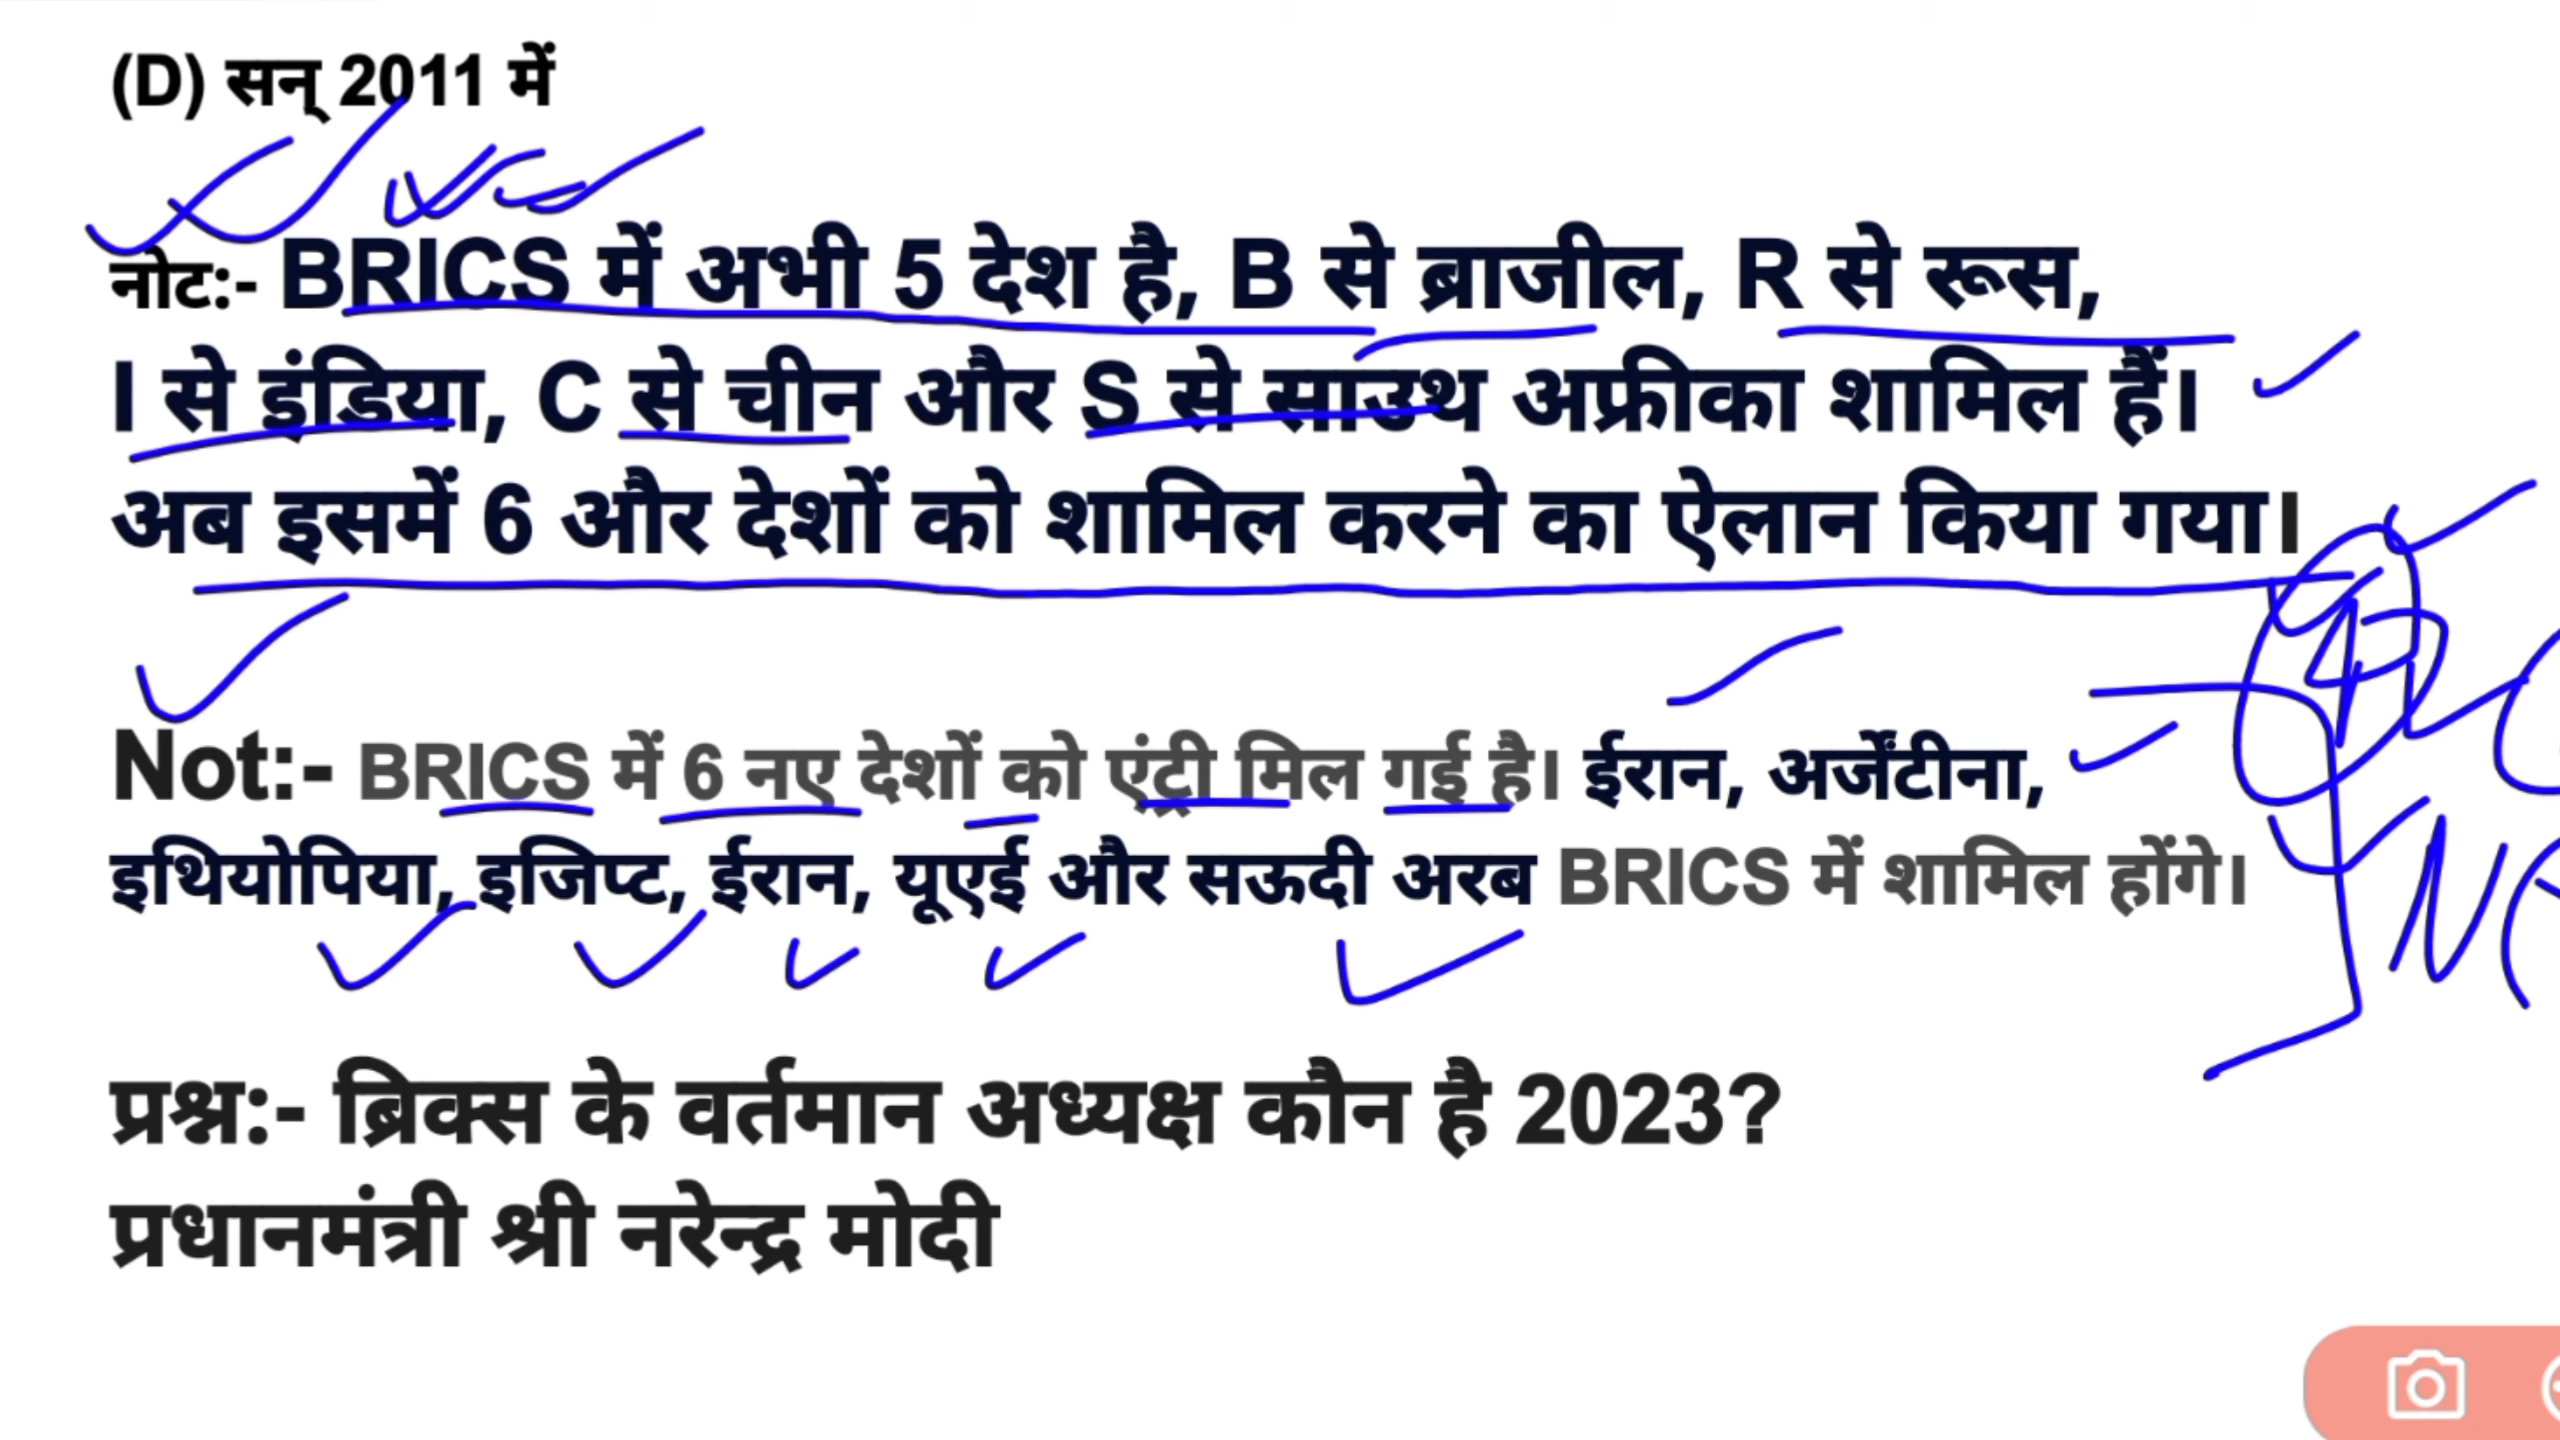 (D) सन् 2011 में
नोट:- BRICS में अभी 5 देश है, B से ब्राजील, R से रूस,
I से इंडिया, C से चीन और S से साउथ अफ्रीका शामिल हैं।
अब इसमें 6 और देशों को शामिल करने का ऐलान किया गया।
Not:- BRICS में 6 नए देशों को एंट्री मिल गई है। ईरान, अर्जेंटीना,
इथियोपिया, इजिप्ट, ईरान, यूएई और सऊदी अरब BRICS में शामिल होंगे।
प्रश्न:- ब्रिक्स के वर्तमान अध्यक्ष कौन है 2023?
प्रधानमंत्री श्री नरेन्द्र मोदी